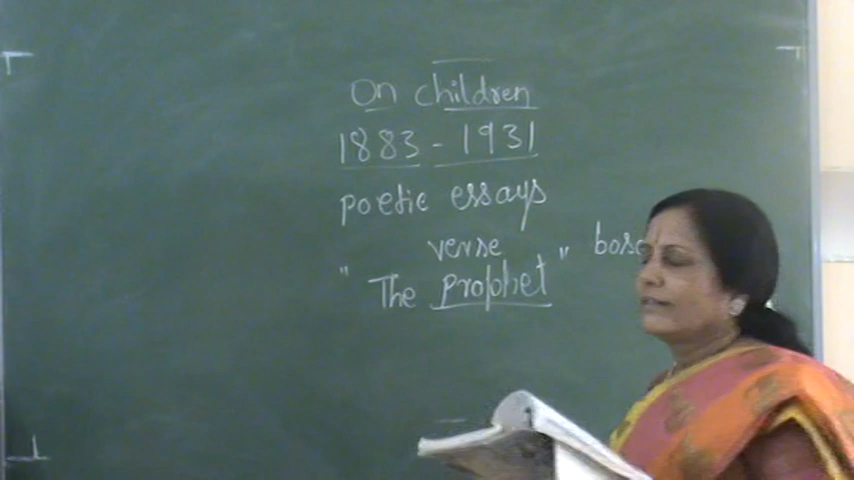 On children
1883 - 1931
poetic essays
verse
" The prophet "